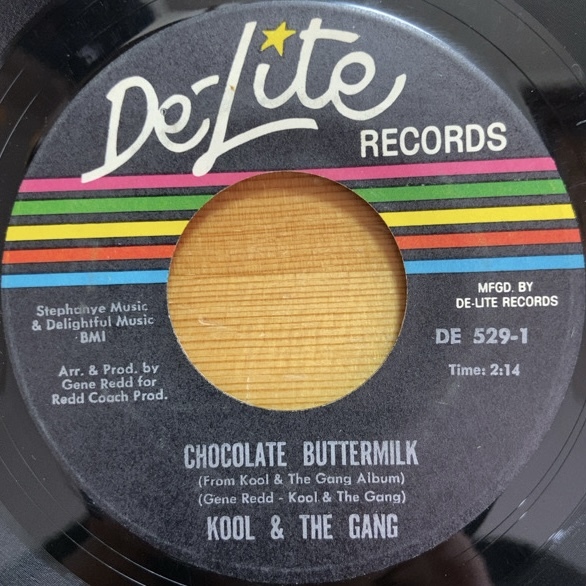 De-Lite
RECORDS
MFGD. BY
DE-LITE RECORDS
Stephanye Music
& Delightful Music
BMI
DE 529-1
Arr. & Prod. by
Gene Redd for
Redd Coach Prod.
Time: 2:14
CHOCOLATE BUTTERMILK
(From Kool & The Gang Album)
(Gene Redd - Kool & The Gang)
KOOL & THE GANG